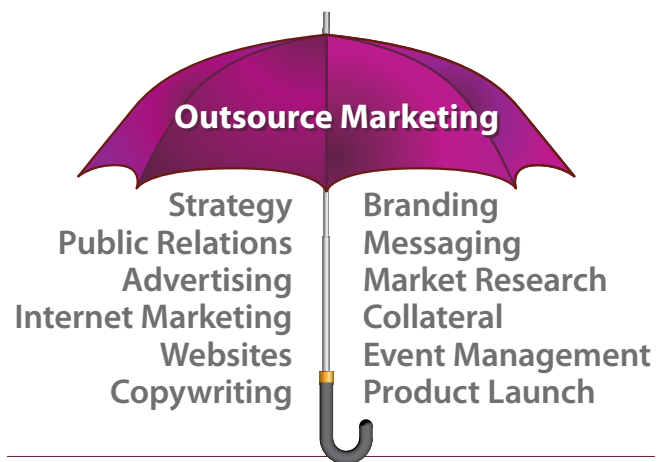 Outsource Marketing
Strategy
Public Relations
Advertising
Internet Marketing
Websites
Copywriting
Branding
Messaging
Market Research
Collateral
Event Management
Product Launch